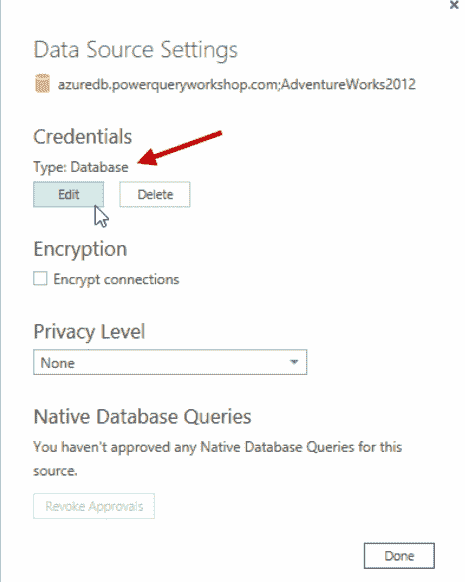 Data Source Settings
azuredb.powerqueryworkshop.com;AdventureWorks2012
Credentials
Type: Database
Edit Delete
Encryption
Encrypt connections
Privacy Level
None
Native Database Queries
You haven't approved any Native Database Queries for this
source.
Revoke Approvals
Done